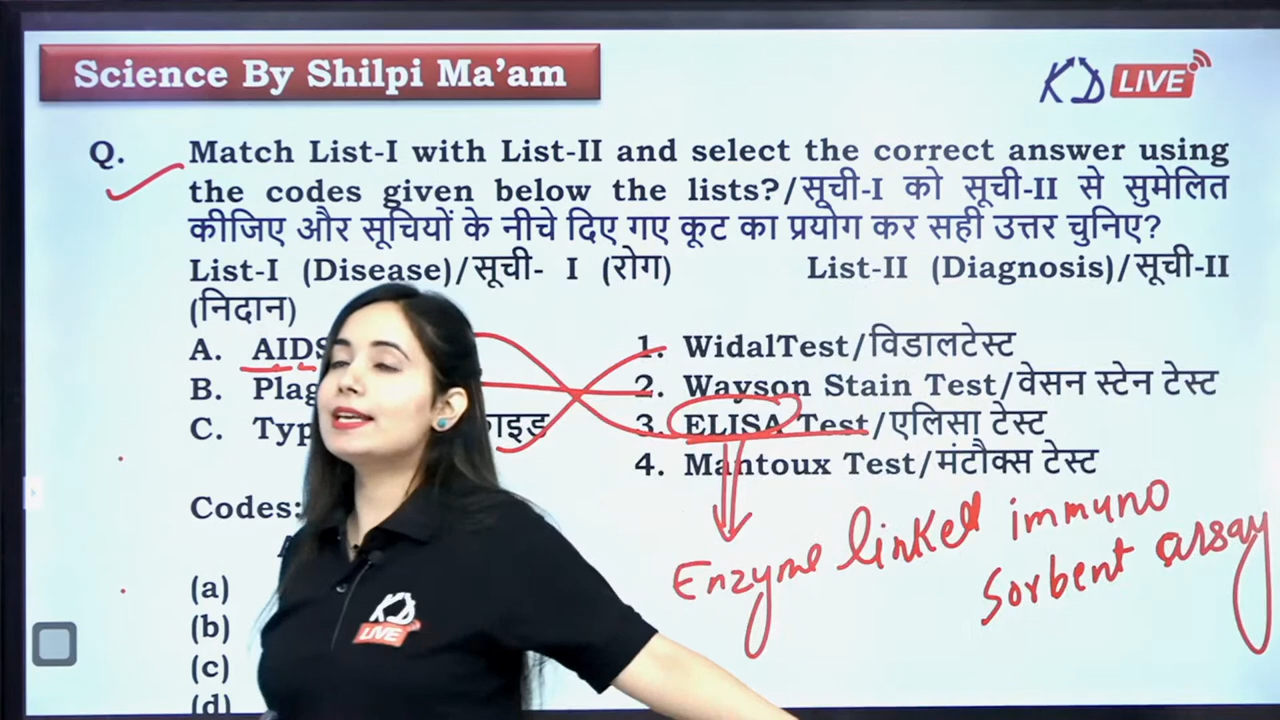 Science By Shilpi Ma’am
KD LIVE
Q. Match List-I with List-II and select the correct answer using
the codes given below the lists?/सूची-I को सूची-II से सुमेलित
कीजिए और सूचियों के नीचे दिए गए कूट का प्रयोग कर सही उत्तर चुनिए?
List-I (Disease)/सूची- I (रोग) List-II (Diagnosis)/सूची-II
(निदान)
A. AIDS 1. WidalTest/विडालटेस्ट
B. Plag 2. Wayson Stain Test/वेसन स्टेन टेस्ट
C. Typ 3. ELISA Test/एलिसा टेस्ट
4. Mantoux Test/मंटौक्स टेस्ट
Enzyme linked immuno
Sorbent assay
Codes:
(a)
(b)
(c)
(d)
KD LIVE